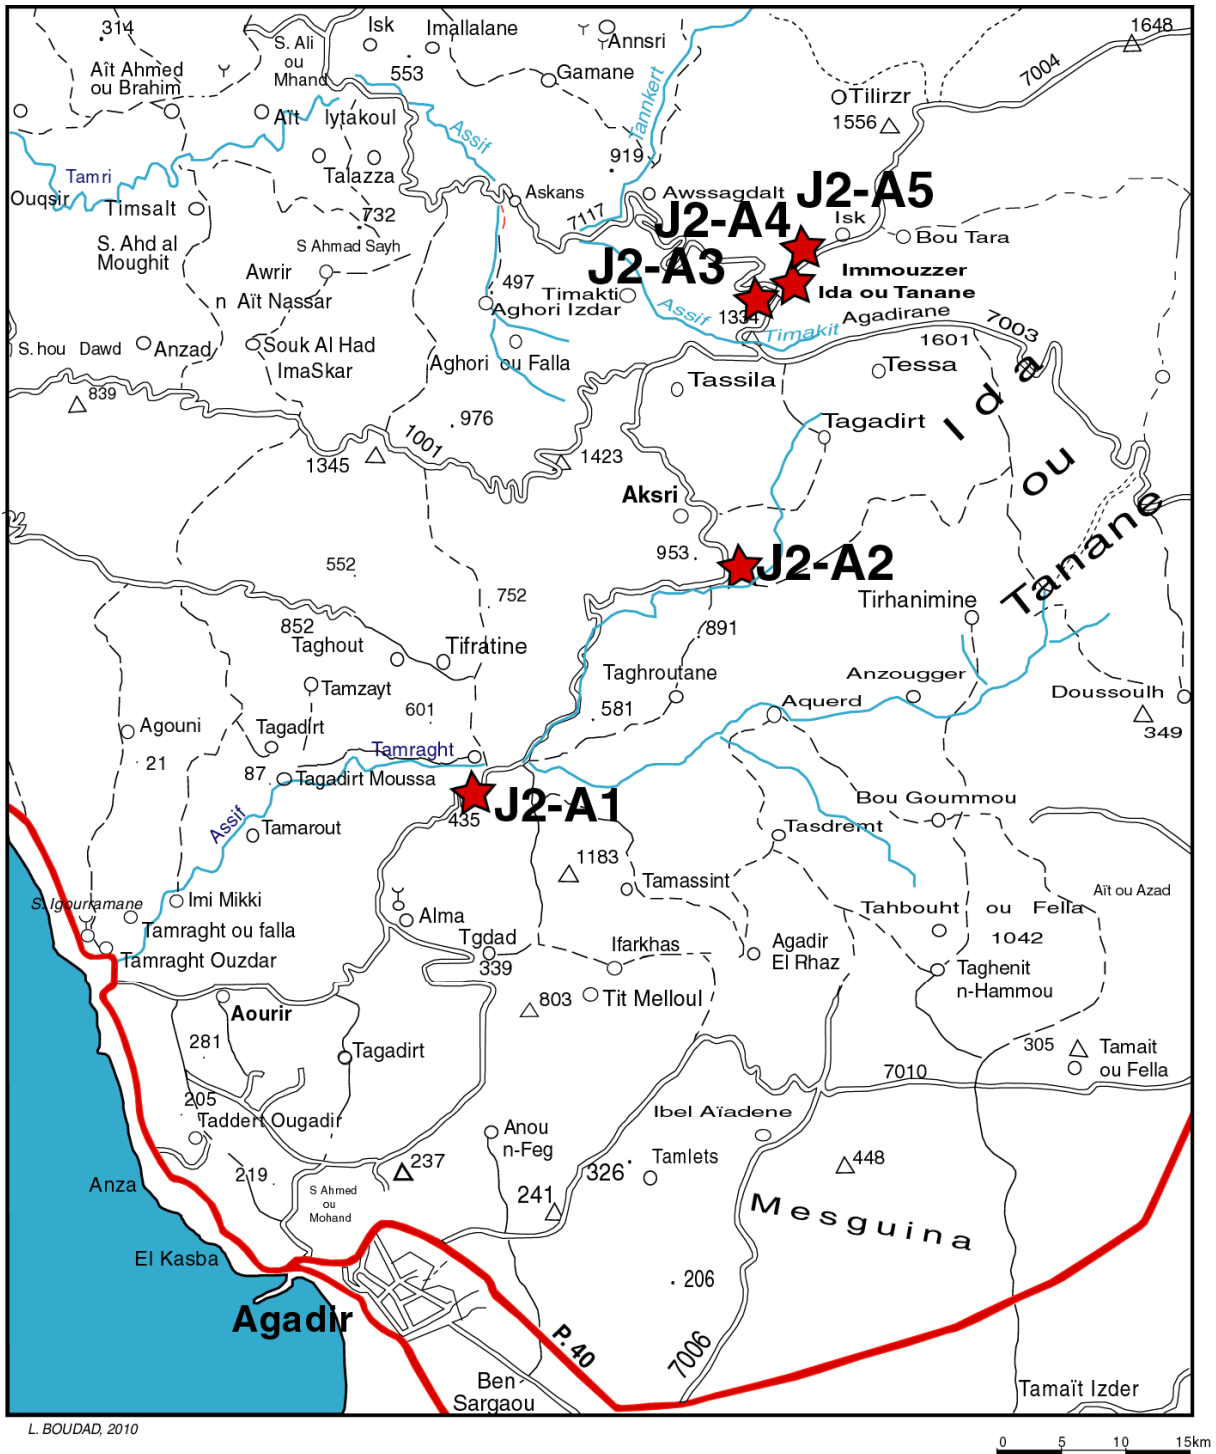 314
Isk
Imallalane
Annsri
1648
S. Ali
ou
Mhand
Aît Ahmed
ou Brahim
553
Gamane
7004
Tannkert
Tilirzr
1556
Aït
Iytakoul
Assif
919
Tamri
Talazza
Ouqsir
Timsalt
732
Askans
7117
Awssagdalt
J2-A5
J2-A4
Isk
Bou Tara
S. Ahd al
Moughit
S Ahmad Sayh
J2-A3
Awrir
Immouzzer
Ida ou Tanane
497
Timakti
n Aït Nassar
Aghori Izdar
Assif
1334
Timakit
Agadirane
7003
1601
S. hou Dawd
Anzad
Souk Al Had
ImaSkar
Aghori ou Falla
Tassila
Tessa
Ida
ou
Tanane
839
976
1001
Tagadirt
1345
1423
Aksri
953
J2-A2
552
752
Tirhanimine
852
Taghout
Tifratine
891
Tamzayt
Taghroutane
Anzougger
Aquerd
Doussoulh
601
581
349
Agouni
Tagadirt
21
Tamraght
87
Tagadirt Moussa
J2-A1
435
Bou Goummou
Assif
Tamarout
Tasdremt
1183
Tamassint
Aït ou Azad
S. Igourramane
Imi Mikki
Alma
Tahbouht ou Fella
1042
Tamraght ou falla
Tgdad
339
Ifarkhas
Agadir
El Rhaz
Tamraght Ouzdar
Taghenit
n-Hammou
803
Tit Melloul
Aourir
281
Tagadirt
305
Tamait
ou Fella
7010
205
Taddert Ougadir
Ibel Aïadene
Anou
n-Feg
237
326
Tamlets
448
Anza
219
S Ahmed
ou
Mohand
241
Mesguina
El Kasba
206
Agadir
P. 40
7006
Ben
Sargaou
Tamaït Izder
L. BOUDAD, 2010
0 5 10 15km